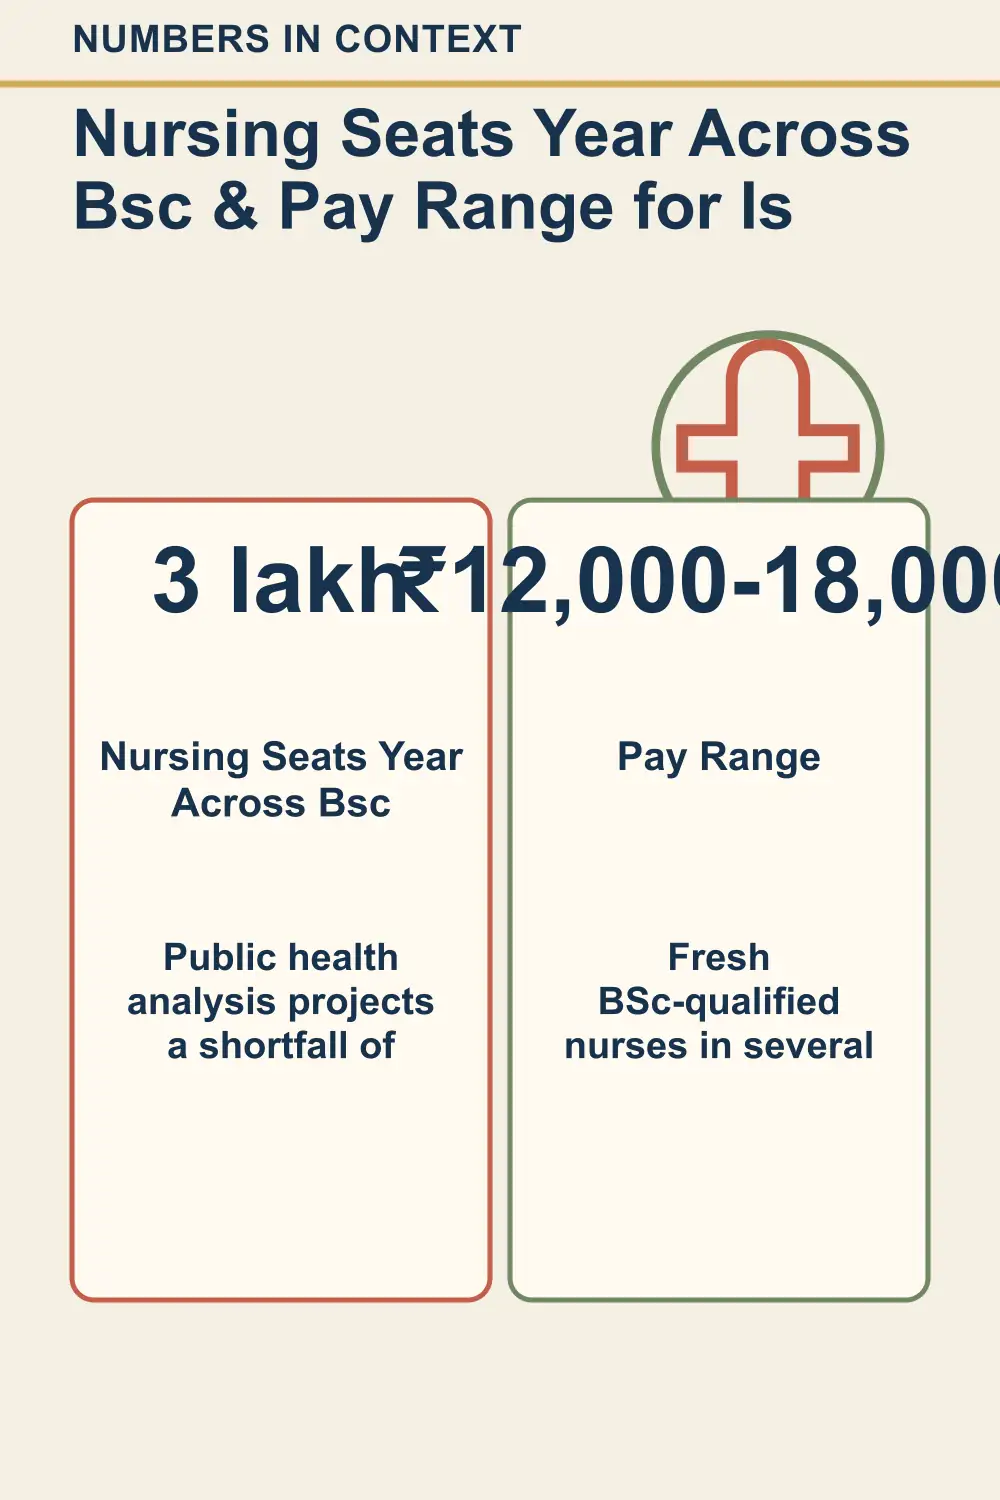 NUMBERS IN CONTEXT
Nursing Seats Year Across
Bsc & Pay Range for Is
3 lakh
₹12,000-18,000
Nursing Seats Year
Across Bsc
Public health
analysis projects
a shortfall of
Pay Range
Fresh
BSc-qualified
nurses in several